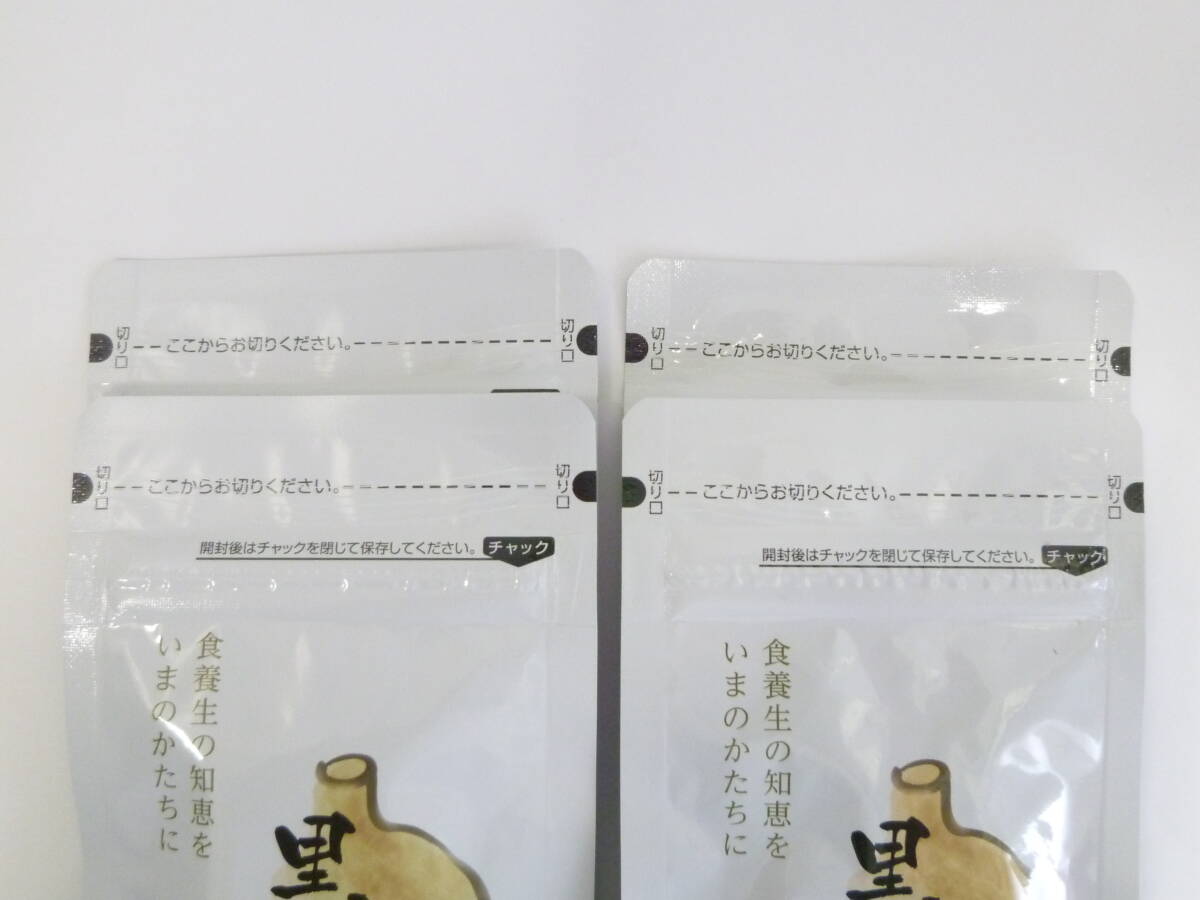 切り口
ここからお切りください。
切り口
切り口
ここからお切りください。
切り口
切り口
ここからお切りください。
切り口
開封後はチャックを閉じて保存してください。
チャック
食養生の知恵を
いまのかたちに
切り口
ここからお切りください。
切り口
開封後はチャックを閉じて保存してください。
チャック
食養生の知恵を
いまのかたちに